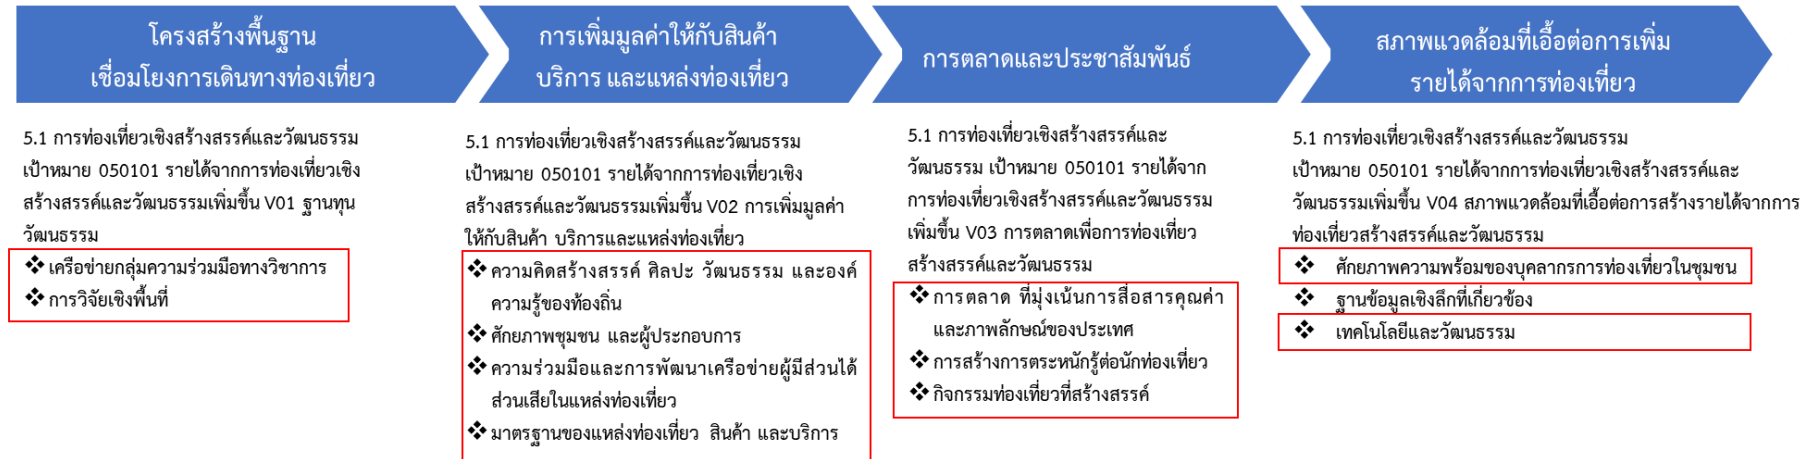 โครงสร้างพื้นฐาน
เชื่อมโยงการเดินทางท่องเที่ยว
การเพิ่มมูลค่าให้กับสินค้า
บริการ และแหล่งท่องเที่ยว
การตลาดและประชาสัมพันธ์
สภาพแวดล้อมที่เอื้อต่อการเพิ่ม
รายได้จากการท่องเที่ยว
5.1 การท่องเที่ยวเชิงสร้างสรรค์และวัฒนธรรม
เป้าหมาย 050101 รายได้จากการท่องเที่ยวเชิง
สร้างสรรค์และวัฒนธรรมเพิ่มขึ้น V01 ฐานทุน
วัฒนธรรม
❖ เครือข่ายกลุ่มความร่วมมือทางวิชาการ
❖ การวิจัยเชิงพื้นที่
5.1 การท่องเที่ยวเชิงสร้างสรรค์และวัฒนธรรม
เป้าหมาย 050101 รายได้จากการท่องเที่ยวเชิง
สร้างสรรค์และวัฒนธรรมเพิ่มขึ้น V02 การเพิ่มมูลค่า
ให้กับสินค้า บริการและแหล่งท่องเที่ยว
❖ ความคิดสร้างสรรค์ ศิลปะ วัฒนธรรม และองค์
ความรู้ของท้องถิ่น
❖ ศักยภาพชุมชน และผู้ประกอบการ
❖ ความร่วมมือและการพัฒนาเครือข่ายผู้มีส่วนได้
ส่วนเสียในแหล่งท่องเที่ยว
❖ มาตรฐานของแหล่งท่องเที่ยว สินค้า และบริการ
5.1 การท่องเที่ยวเชิงสร้างสรรค์และ
วัฒนธรรม เป้าหมาย 050101 รายได้จาก
การท่องเที่ยวเชิงสร้างสรรค์และวัฒนธรรม
เพิ่มขึ้น V03 การตลาดเพื่อการท่องเที่ยว
สร้างสรรค์และวัฒนธรรม
❖ การตลาด ที่มุ่งเน้นการสื่อสารคุณค่า
และภาพลักษณ์ของประเทศ
❖ การสร้างการตระหนักรู้ต่อนักท่องเที่ยว
❖ กิจกรรมท่องเที่ยวที่สร้างสรรค์
5.1 การท่องเที่ยวเชิงสร้างสรรค์และวัฒนธรรม
เป้าหมาย 050101 รายได้จากการท่องเที่ยวเชิงสร้างสรรค์และ
วัฒนธรรมเพิ่มขึ้น V04 สภาพแวดล้อมที่เอื้อต่อการสร้างรายได้จากการ
ท่องเที่ยวสร้างสรรค์และวัฒนธรรม
❖ ศักยภาพความพร้อมของบุคลากรการท่องเที่ยวในชุมชน
❖ ฐานข้อมูลเชิงลึกที่เกี่ยวข้อง
❖ เทคโนโลยีและวัฒนธรรม